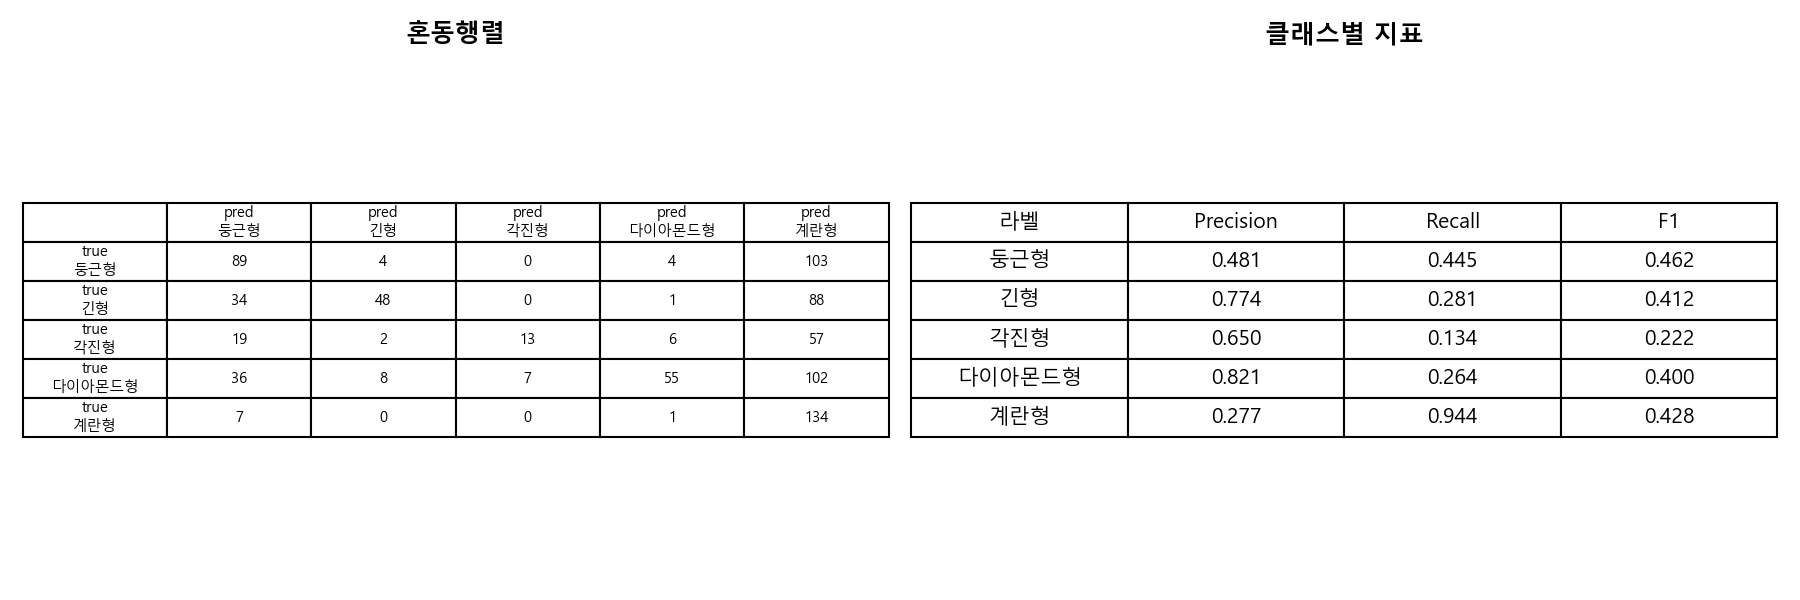 혼동행렬
pred pred pred pred pred
둥근형 긴형 각진형 다이아몬드형 계란형
true
둥근형 89 4 0 4 103
true
긴형 34 48 0 1 88
true
각진형 19 2 13 6 57
true
다이아몬드형 36 8 7 55 102
true
계란형 7 0 0 1 134
클래스별 지표
라벨 Precision Recall F1
둥근형 0.481 0.445 0.462
긴형 0.774 0.281 0.412
각진형 0.650 0.134 0.222
다이아몬드형 0.821 0.264 0.400
계란형 0.277 0.944 0.428